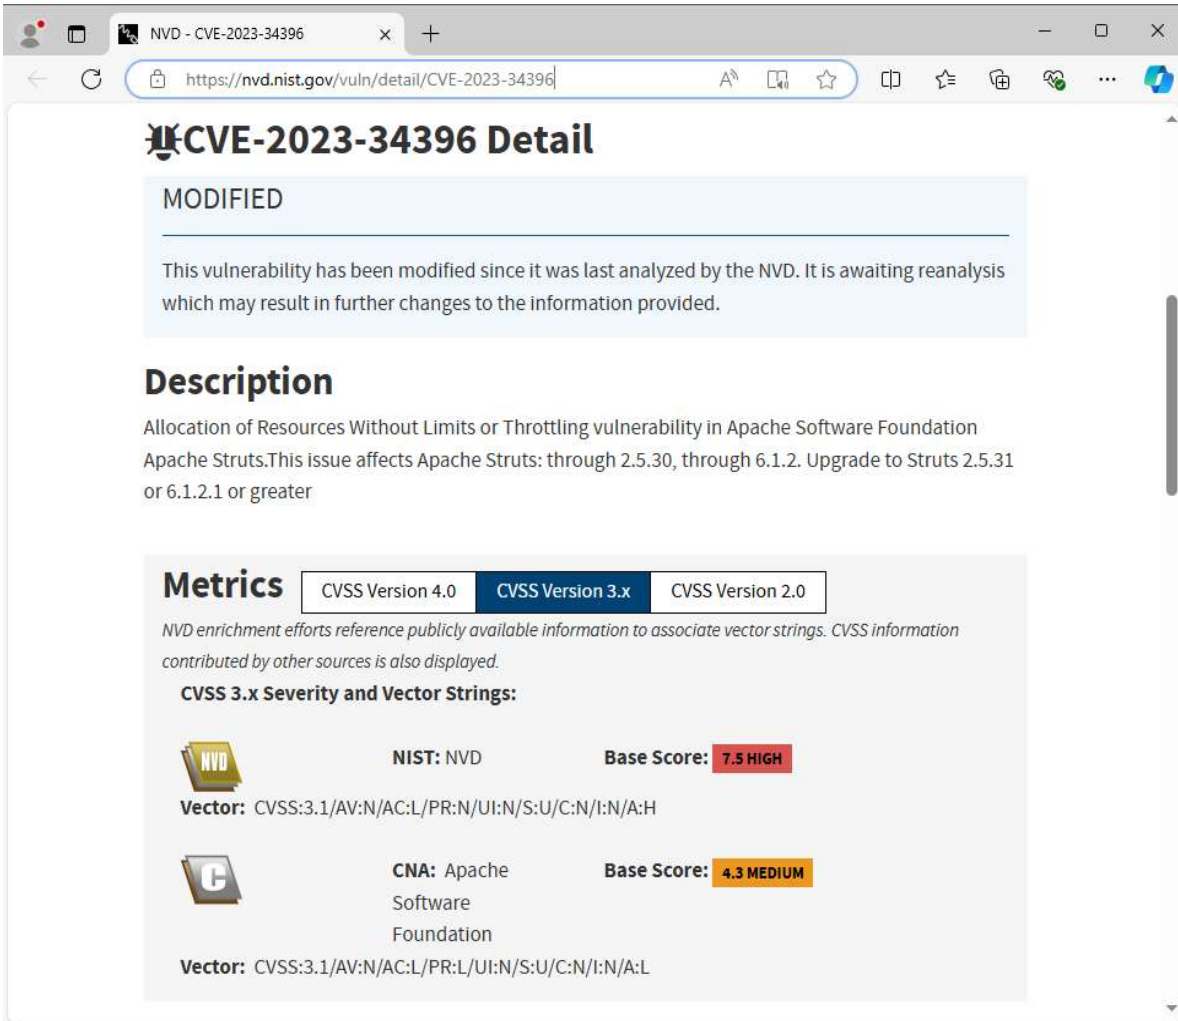 NVD - CVE-2023-34396
https://nvd.nist.gov/vuln/detail/CVE-2023-34396
CVE-2023-34396 Detail
MODIFIED
This vulnerability has been modified since it was last analyzed by the NVD. It is awaiting reanalysis
which may result in further changes to the information provided.
Description
Allocation of Resources Without Limits or Throttling vulnerability in Apache Software Foundation
Apache Struts.This issue affects Apache Struts: through 2.5.30, through 6.1.2. Upgrade to Struts 2.5.31
or 6.1.2.1 or greater
Metrics CVSS Version 4.0 CVSS Version 3.x CVSS Version 2.0
NVD enrichment efforts reference publicly available information to associate vector strings. CVSS information
contributed by other sources is also displayed.
CVSS 3.x Severity and Vector Strings:
NVD NIST: NVD Base Score: 7.5 HIGH
Vector: CVSS:3.1/AV:N/AC:L/PR:N/UI:N/S:U/C:N/I:N/A:H
C CNA: Apache Base Score: 4.3 MEDIUM
Software
Foundation
Vector: CVSS:3.1/AV:N/AC:L/PR:L/UI:N/S:U/C:N/I:N/A:L